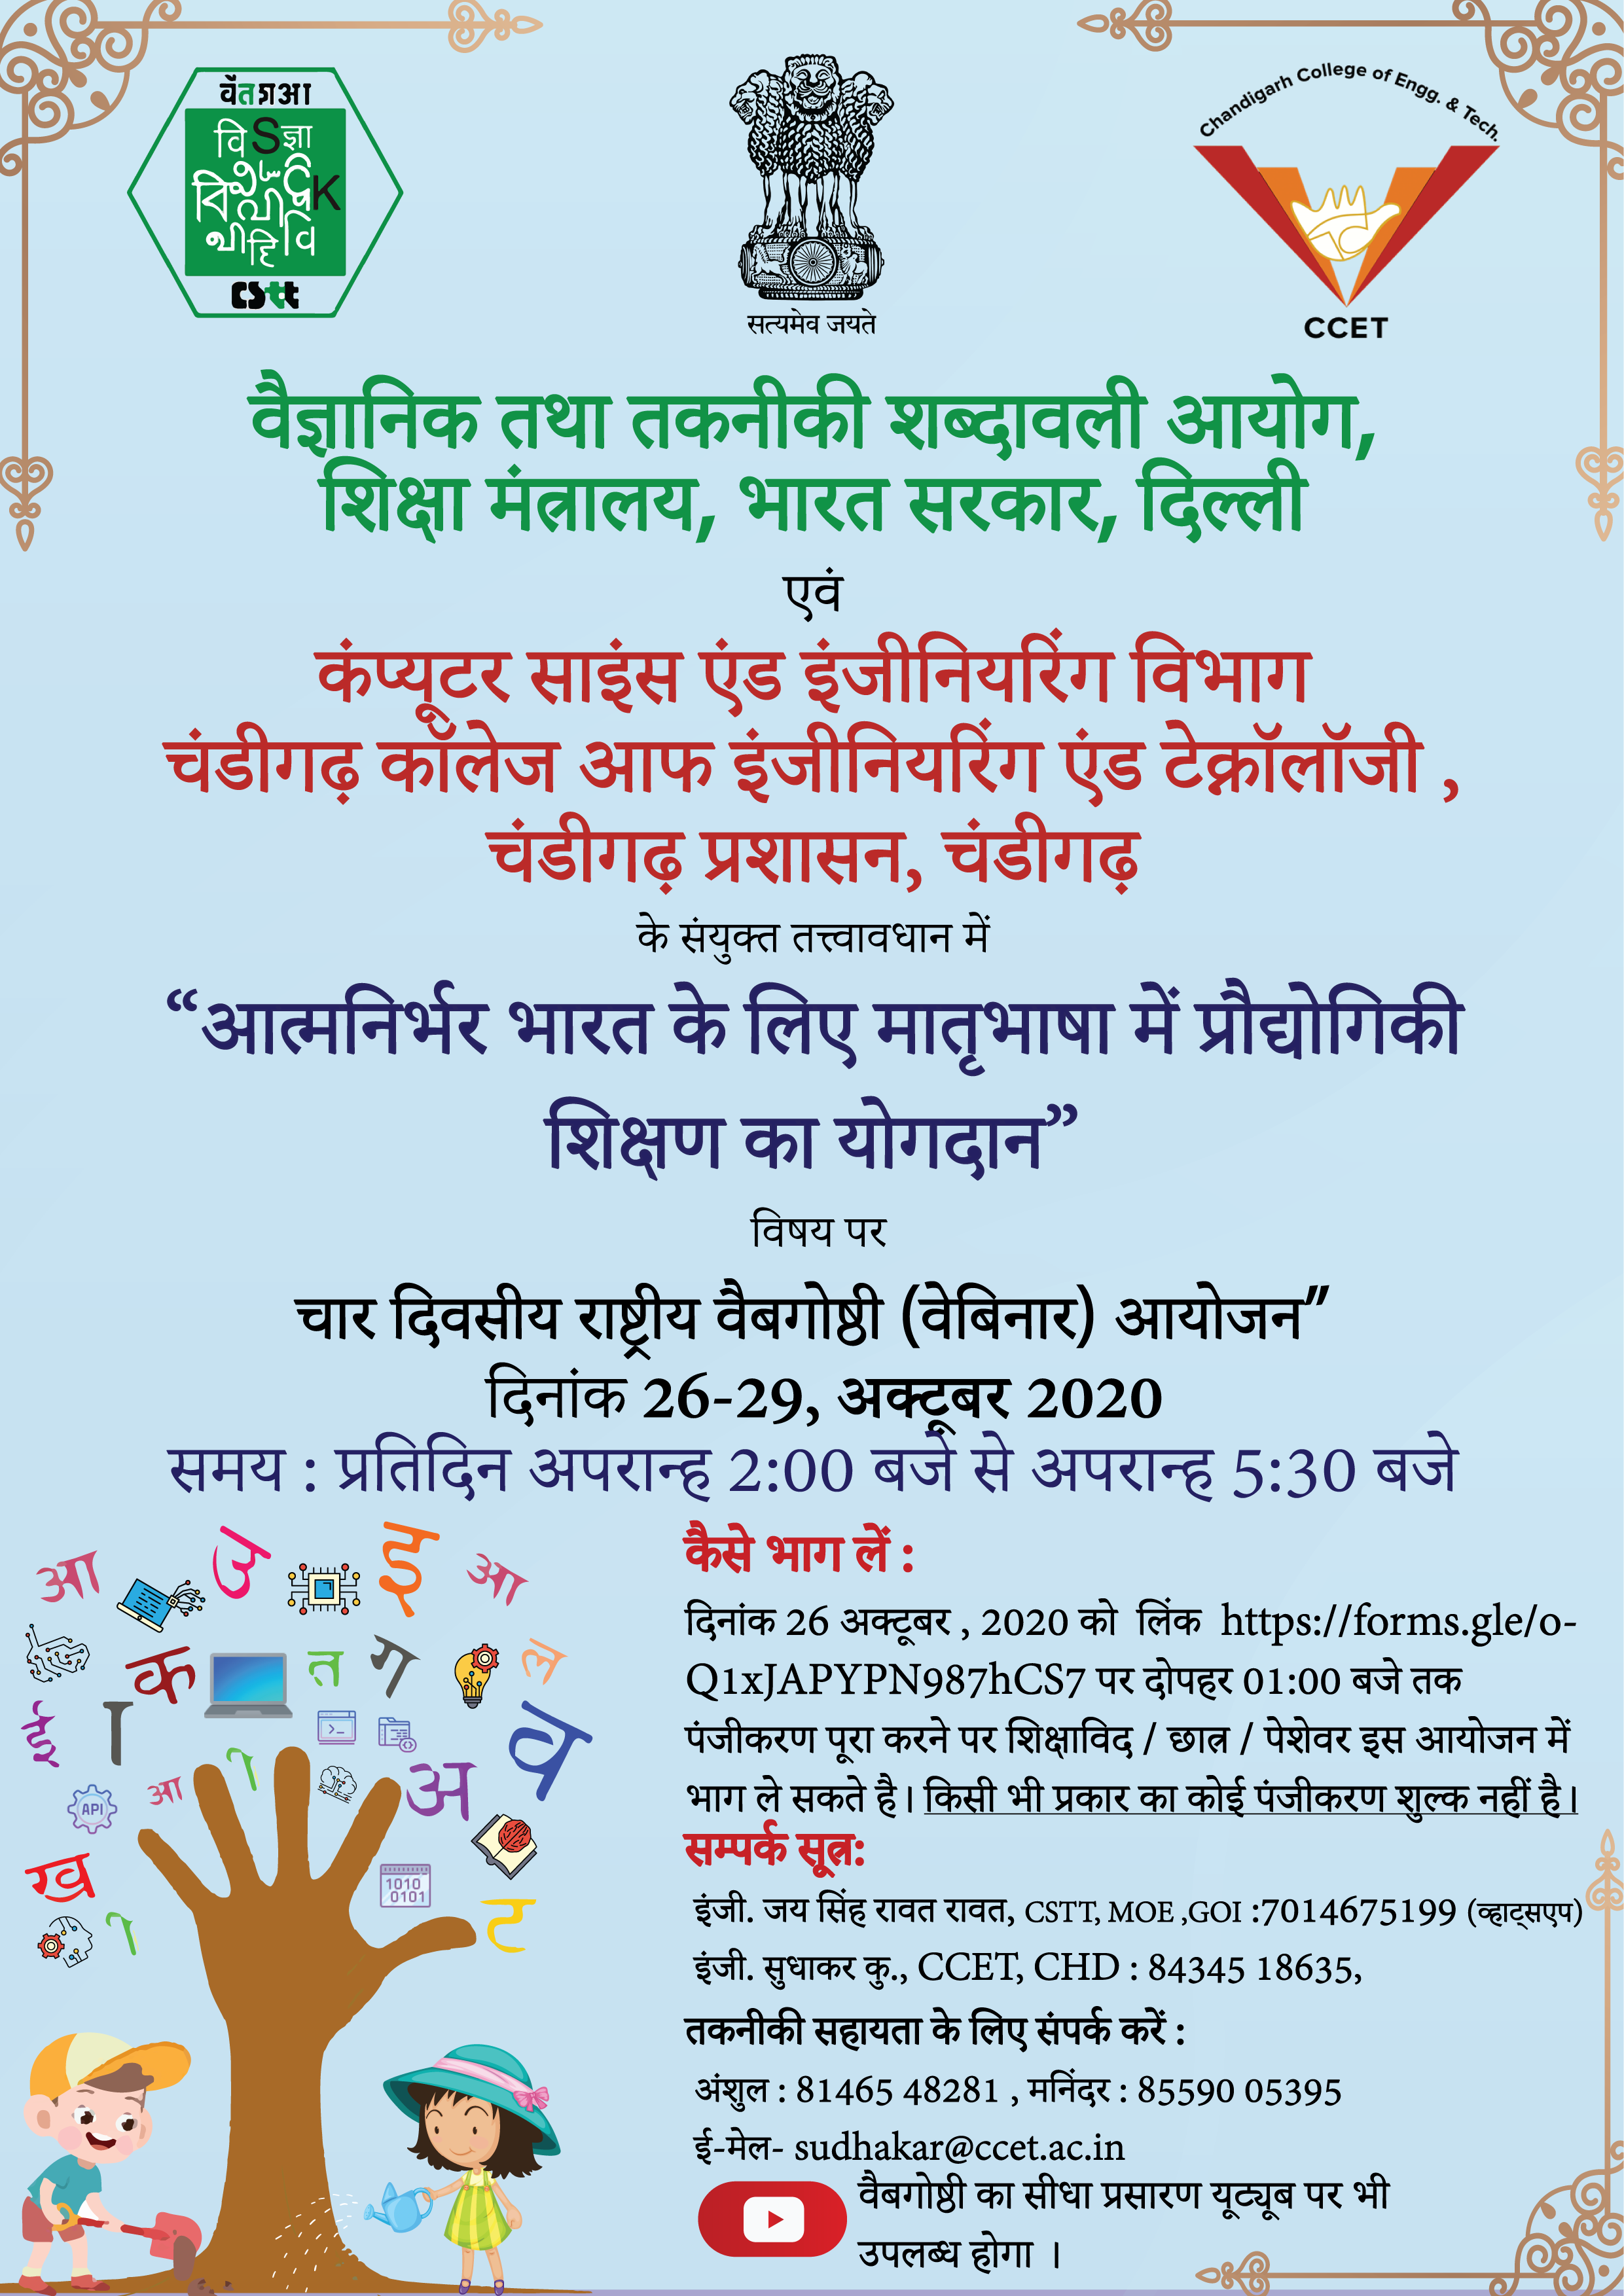 वैतशआ
वि S ज्ञा
K
cstt
सत्यमेव जयते
Chandigarh College of Engg. & Tech.
CCET
वैज्ञानिक तथा तकनीकी शब्दावली आयोग,
शिक्षा मंत्रालय, भारत सरकार, दिल्ली
एवं
कंप्यूटर साइंस एंड इंजीनियरिंग विभाग
चंडीगढ़ कॉलेज आफ इंजीनियरिंग एंड टेक्नॉलॉजी ,
चंडीगढ़ प्रशासन, चंडीगढ़
के संयुक्त तत्त्वावधान में
“आत्मनिर्भर भारत के लिए मातृभाषा में प्रौद्योगिकी
शिक्षण का योगदान”
विषय पर
चार दिवसीय राष्ट्रीय वैबगोष्ठी (वेबिनार) आयोजन”
दिनांक 26-29, अक्टूबर 2020
समय : प्रतिदिन अपरान्ह 2:00 बजे से अपरान्ह 5:30 बजे
आ उ इ आ
क त ग ल
ई ा व
आ ी अ
API
ख
1010
0101
ट
ी
कैसे भाग लें :
दिनांक 26 अक्टूबर , 2020 को लिंक https://forms.gle/o-
Q1xJAPYPN987hCS7 पर दोपहर 01:00 बजे तक
पंजीकरण पूरा करने पर शिक्षाविद / छात्र / पेशेवर इस आयोजन में
भाग ले सकते है। किसी भी प्रकार का कोई पंजीकरण शुल्क नहीं है।
सम्पर्क सूत्र:
इंजी. जय सिंह रावत रावत, CSTT, MOE ,GOI :7014675199 (व्हाट्सएप)
इंजी. सुधाकर कु., CCET, CHD : 84345 18635,
तकनीकी सहायता के लिए संपर्क करें :
अंशुल : 81465 48281 , मनिंदर : 85590 05395
ई-मेल- sudhakar@ccet.ac.in
वैबगोष्ठी का सीधा प्रसारण यूट्यूब पर भी
उपलब्ध होगा ।